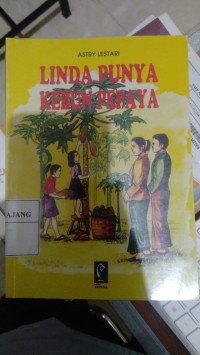 ASTRY LESTARI
LINDA PUNYA
KEBUN PEPAYA
AJANG